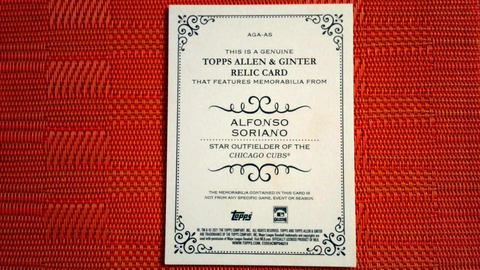 AGA-AS
THIS IS A GENUINE
TOPPS ALLEN & GINTER
RELIC CARD
THAT FEATURES MEMORABILIA FROM
ALFONSO
SORIANO
STAR OUTFIELDER OF THE
CHICAGO CUBS®
THE MEMORABILIA CONTAINED IN THIS CARD IS
NOT FROM ANY SPECIFIC GAME, EVENT OR SEASON.
Topps